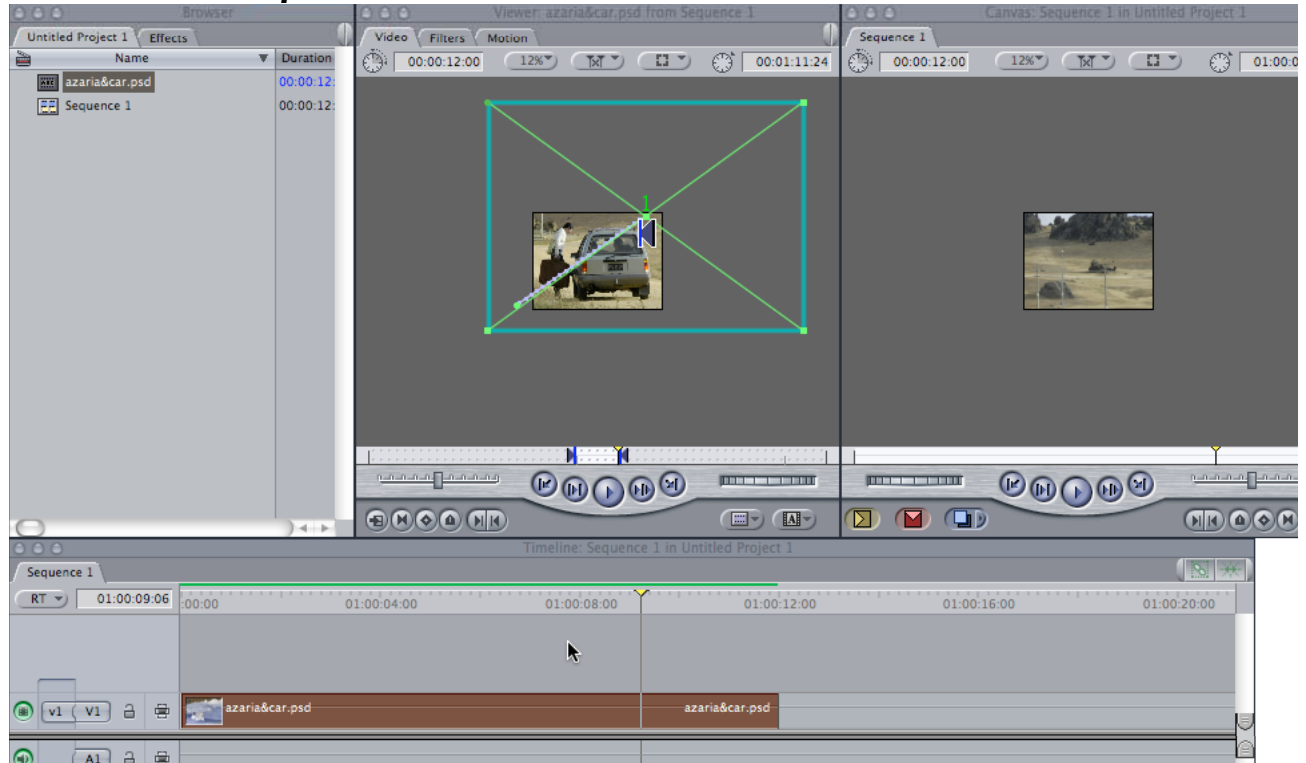 Browser
Untitled Project 1 Effects
Name Duration
azaria&car.psd 00:00:12:
Sequence 1 00:00:12:
Viewer: azaria&car.psd from Sequence 1
Video Filters Motion
00:00:12:00 12% 00:01:11:24
1
Canvas: Sequence 1 in Untitled Project 1
Sequence 1
00:00:12:00 12% 01:00:0
Timeline: Sequence 1 in Untitled Project 1
Sequence 1
RT 01:00:09:06 :00:00 01:00:04:00 01:00:08:00 01:00:12:00 01:00:16:00 01:00:20:00
v1 V1 azaria&car.psd azaria&car.psd
A1